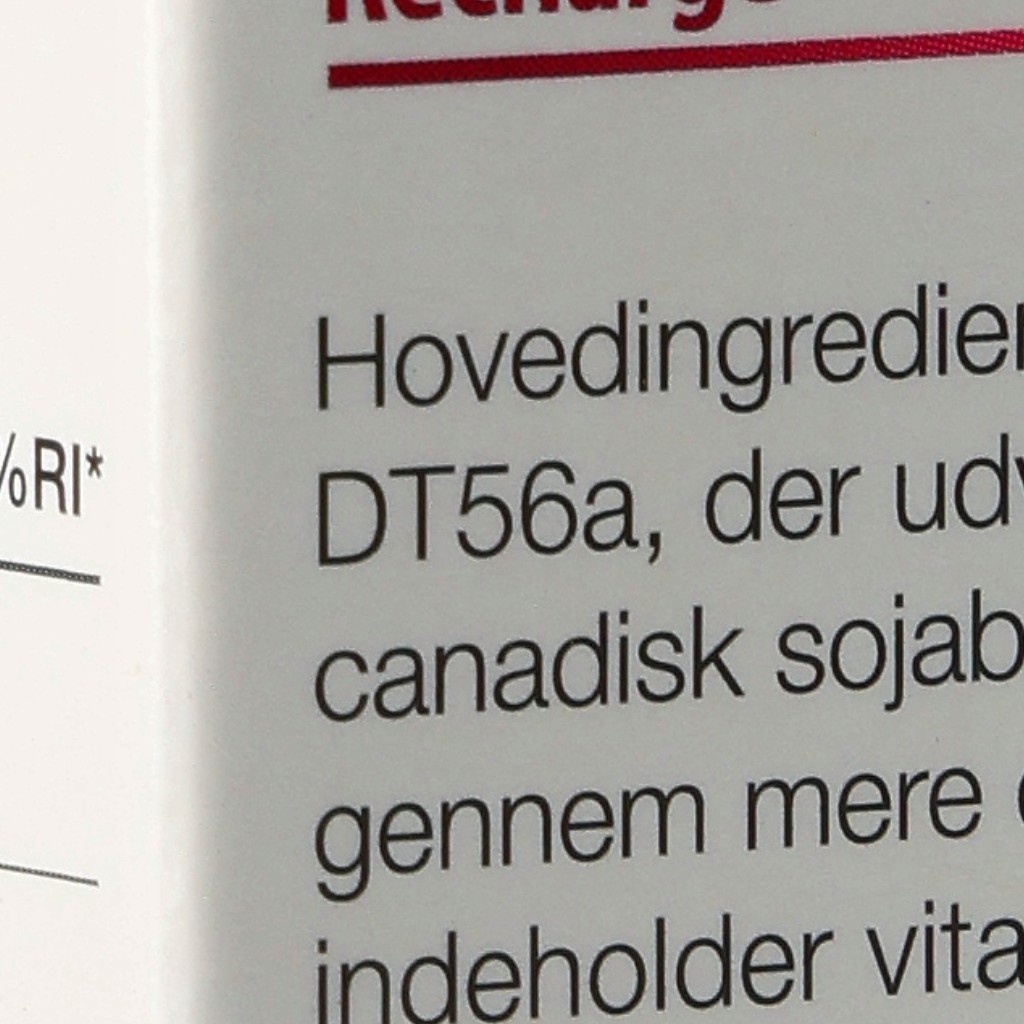 %RI*
Hovedingredien
DT56a, der udv
canadisk sojab
gennem mere
indeholder vita